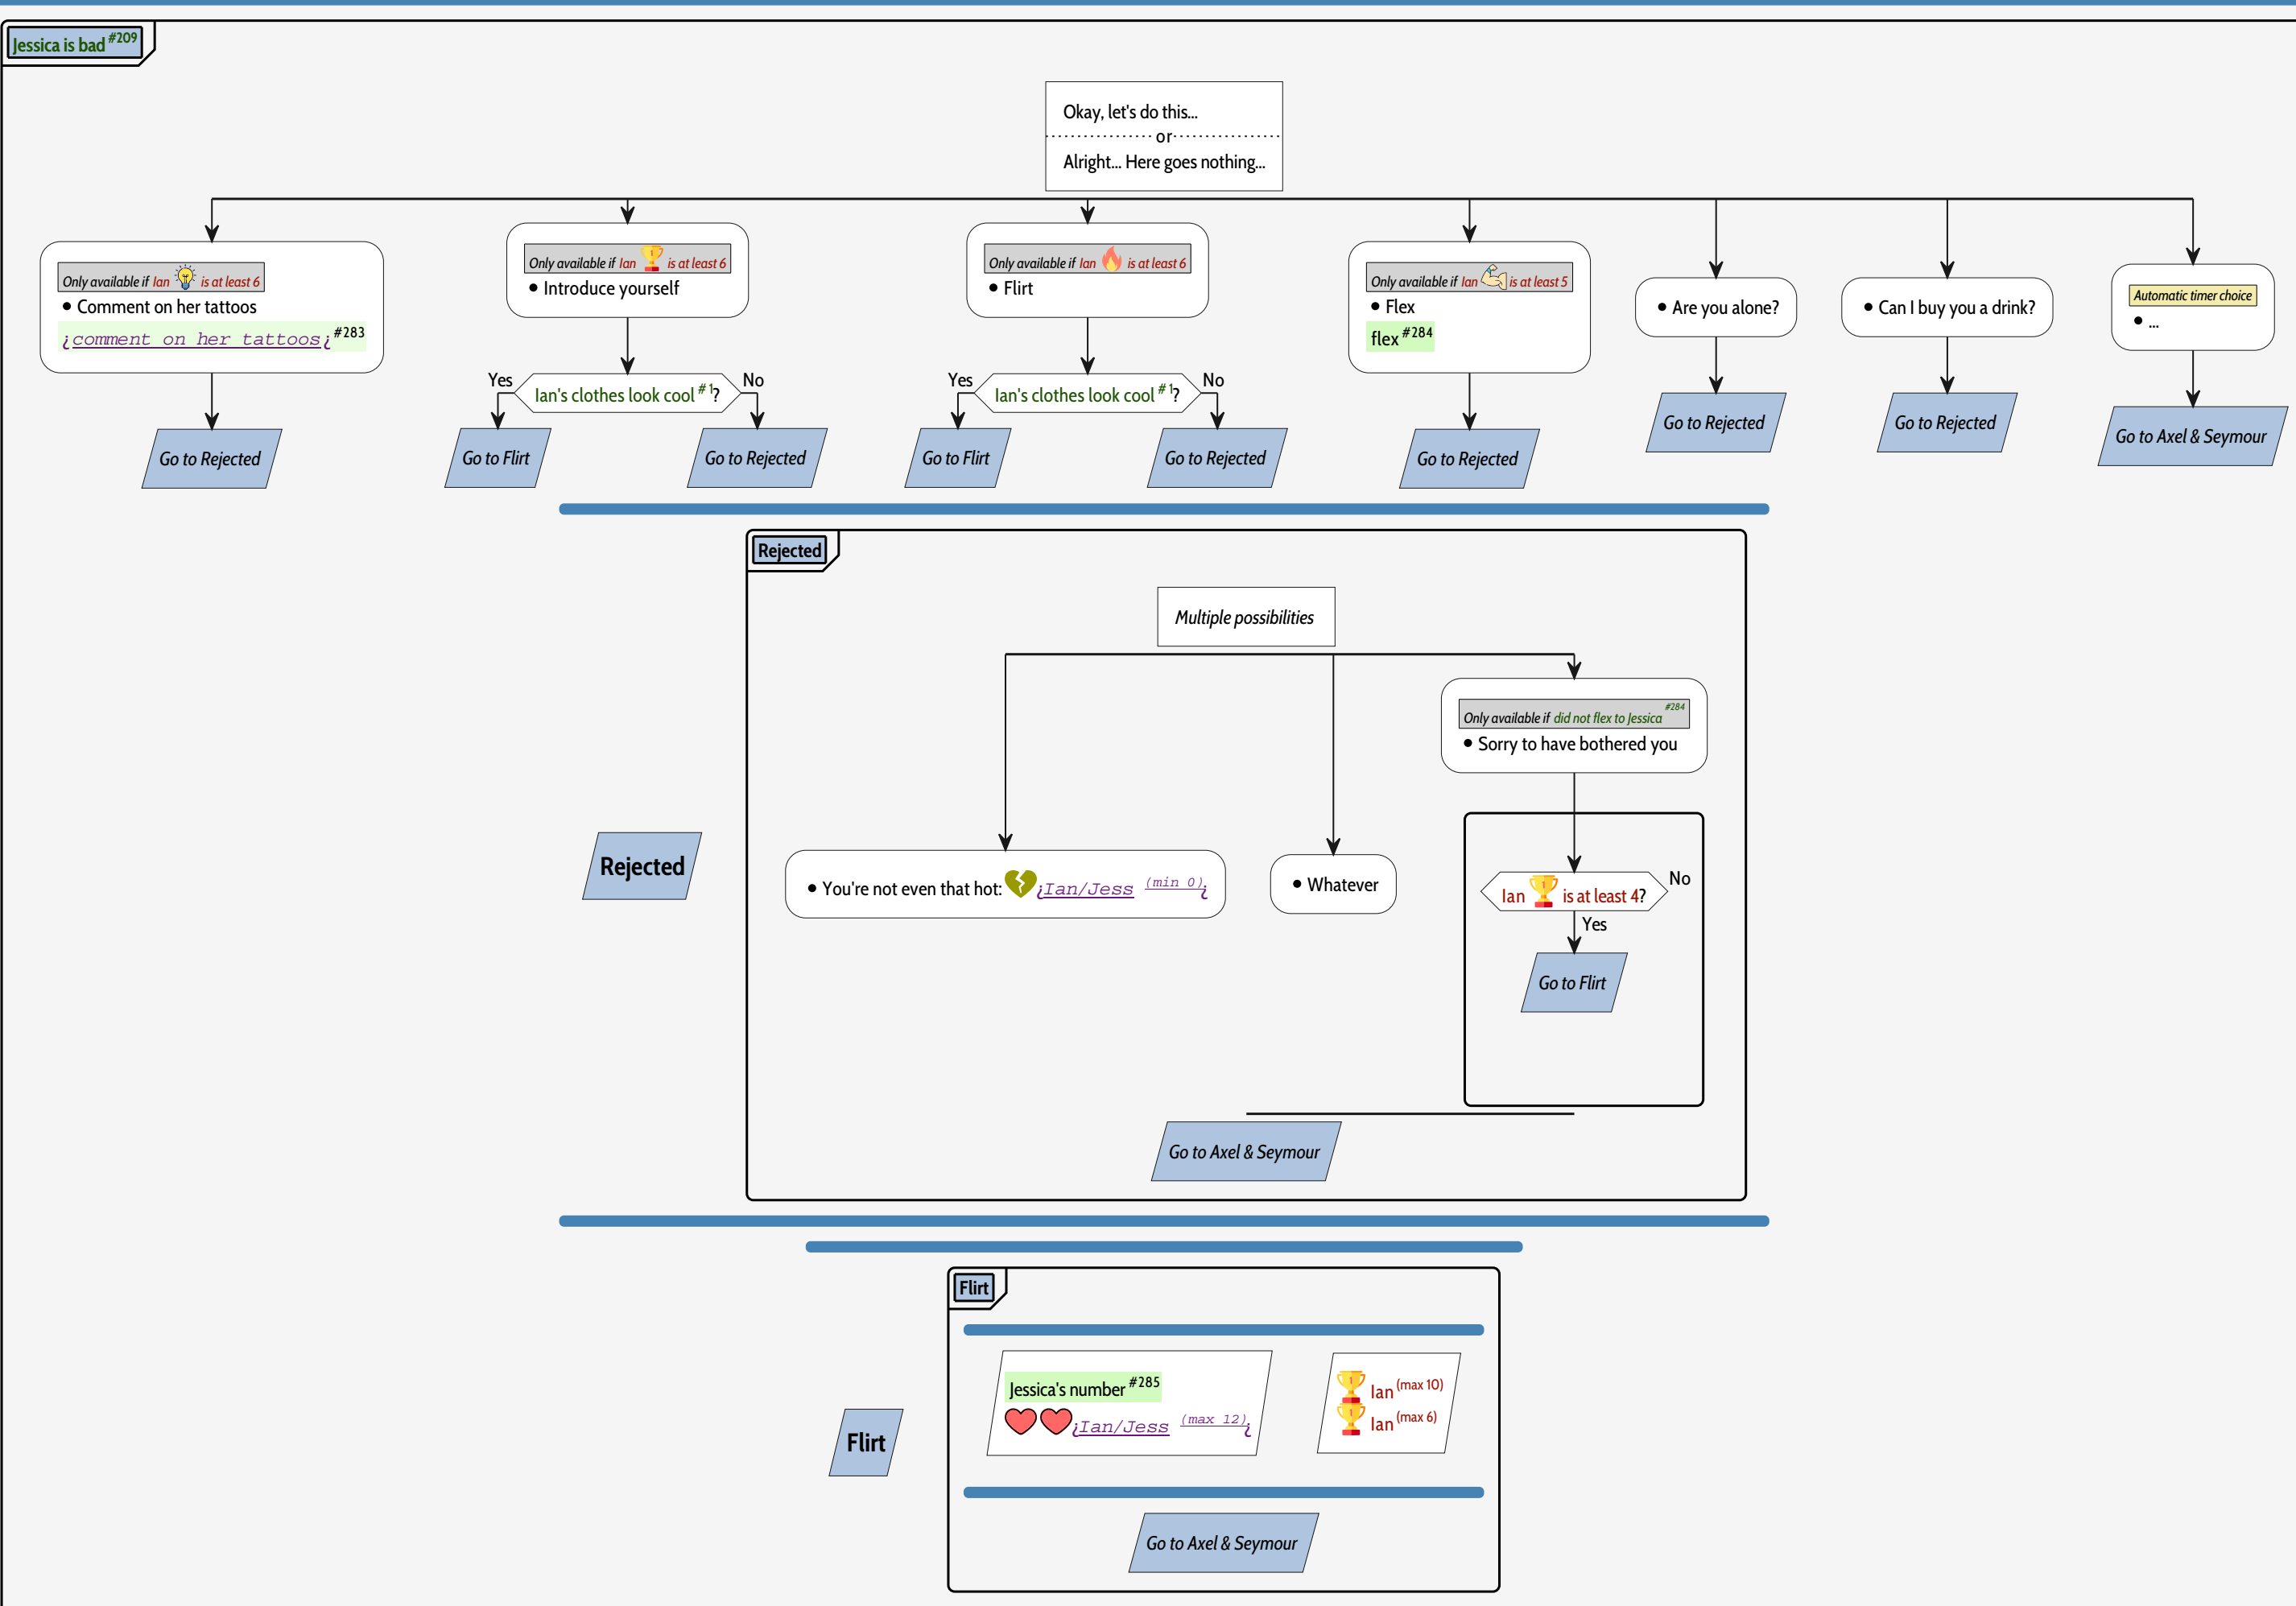 Jessica is bad #209
Okay, let's do this...
or
Alright... Here goes nothing...
Only available if Ian is at least 6
• Comment on her tattoos
¿comment on her tattoos¿ #283
Go to Rejected
Only available if Ian is at least 6
• Introduce yourself
Yes
Ian's clothes look cool #1?
No
Go to Flirt
Go to Rejected
Only available if Ian is at least 6
• Flirt
Yes
Ian's clothes look cool #1?
No
Go to Flirt
Go to Rejected
Only available if Ian is at least 5
• Flex
flex #284
Go to Rejected
• Are you alone?
Go to Rejected
• Can I buy you a drink?
Go to Rejected
Automatic timer choice
• ...
Go to Axel & Seymour
Rejected
Rejected
Multiple possibilities
• You're not even that hot: ¿Ian/Jess (min 0)¿
• Whatever
Only available if did not flex to Jessica #284
• Sorry to have bothered you
Ian is at least 4?
No
Yes
Go to Flirt
Go to Axel & Seymour
Flirt
Flirt
Jessica's number #285
¿Ian/Jess (max 12)¿
1 Ian (max 10)
1 Ian (max 6)
Go to Axel & Seymour